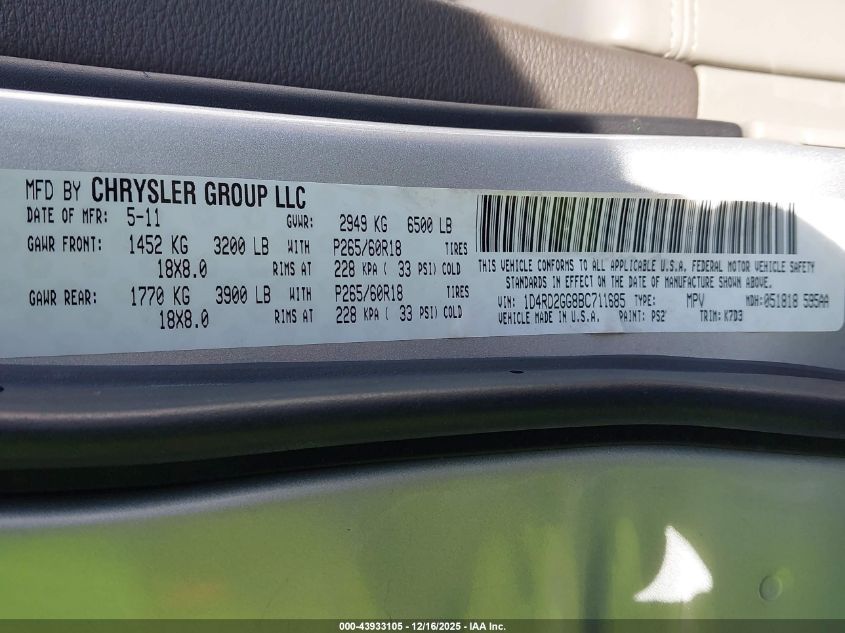 MFD BY CHRYSLER GROUP LLC
DATE OF MFR: 5-11 GVWR: 2949 KG 6500 LB
GAWR FRONT: 1452 KG 3200 LB WITH P265/60R18 TIRES
18X8.0 RIMS AT 228 KPA ( 33 PSI) COLD
GAWR REAR: 1770 KG 3900 LB WITH P265/60R18 TIRES
18X8.0 RIMS AT 228 KPA ( 33 PSI) COLD
THIS VEHICLE CONFORMS TO ALL APPLICABLE U.S.A. FEDERAL MOTOR VEHICLE SAFETY
STANDARDS IN EFFECT ON THE DATE OF MANUFACTURE SHOWN ABOVE.
VIN: 1D4RD2GG8BC711685 TYPE: MPV MDH: 051818 585AA
VEHICLE MADE IN U.S.A. PAINT: PS2 TRIM: K7D3
000-43933105 - 12/16/2025 - IAA Inc.